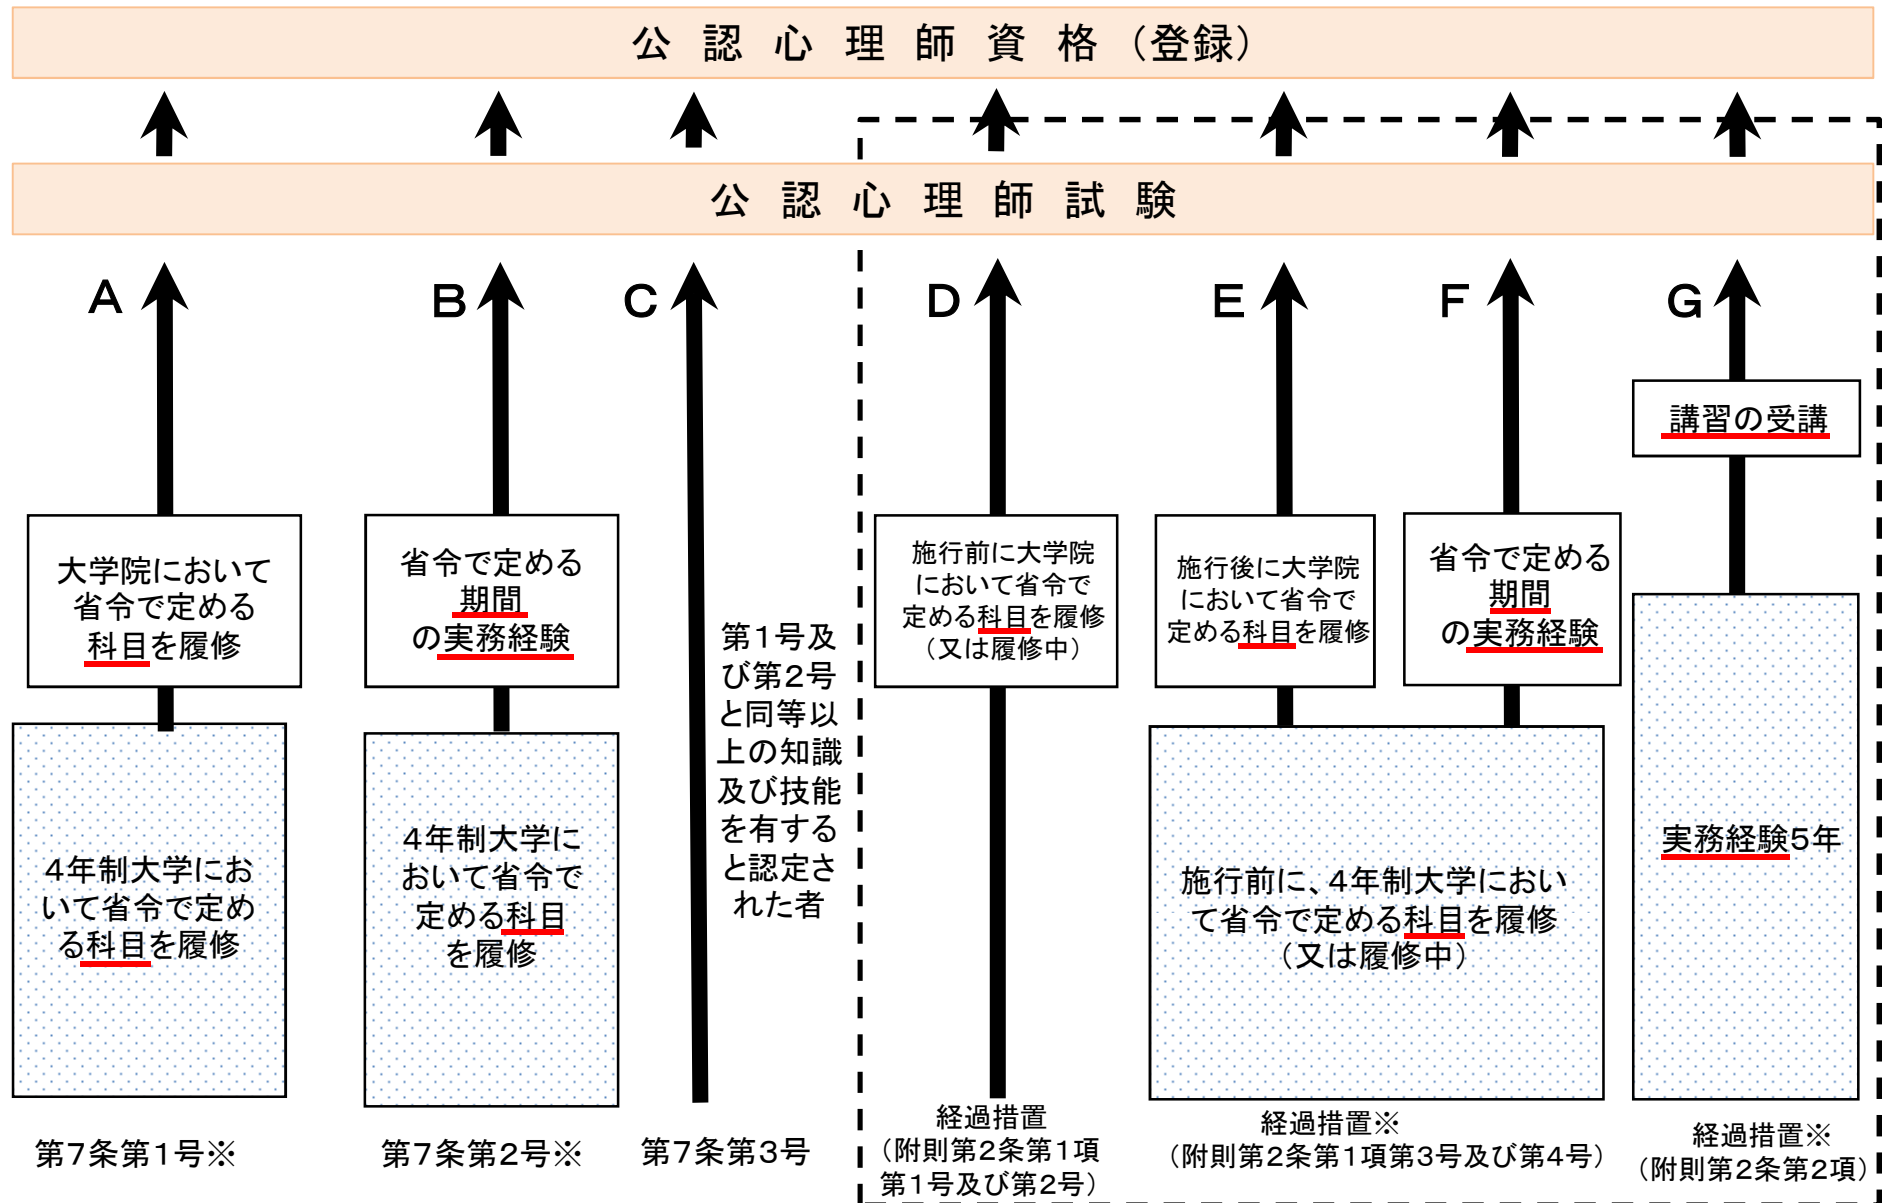 公認心理師資格（登録）
公認心理師試験
A
B
C
D
E
F
G
講習の受講
大学院において
省令で定める
科目を履修
省令で定める
期間
の実務経験
第1号及
び第2号
と同等以
上の知識
及び技能
を有する
と認定さ
れた者
施行前に大学院
において省令で
定める科目を履修
（又は履修中）
施行後に大学院
において省令で
定める科目を履修
省令で定める
期間
の実務経験
4年制大学にお
いて省令で定め
る科目を履修
4年制大学に
おいて省令で
定める科目
を履修
施行前に、4年制大学におい
て省令で定める科目を履修
（又は履修中）
実務経験5年
第7条第1号※
第7条第2号※
第7条第3号
経過措置
（附則第2条第1項
第1号及び第2号）
経過措置※
（附則第2条第1項第3号及び第4号）
経過措置※
（附則第2条第2項）